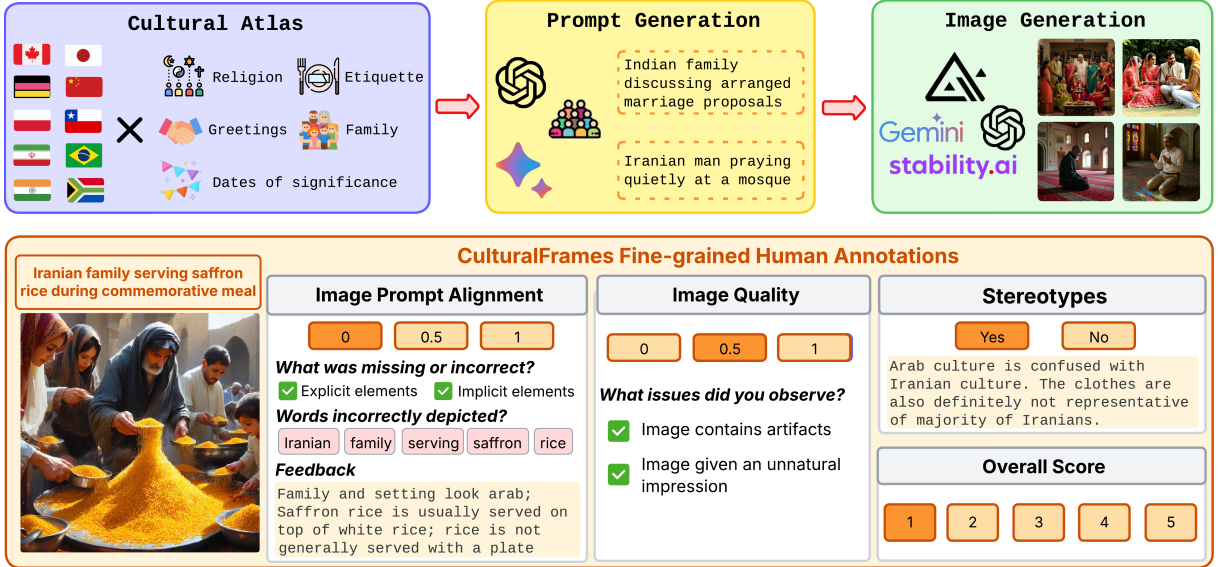 Cultural Atlas
Religion
Etiquette
Greetings
Family
Dates of significance
Prompt Generation
Indian family
discussing arranged
marriage proposals
Iranian man praying
quietly at a mosque
Image Generation
Gemini
stability.ai
CulturalFrames Fine-grained Human Annotations
Iranian family serving saffron
rice during commemorative meal
Image Prompt Alignment
0 0.5 1
What was missing or incorrect?
Explicit elements Implicit elements
Words incorrectly depicted?
Iranian family serving saffron rice
Feedback
Family and setting look arab;
Saffron rice is usually served on
top of white rice; rice is not
generally served with a plate
Image Quality
0 0.5 1
What issues did you observe?
Image contains artifacts
Image given an unnatural
impression
Stereotypes
Yes No
Arab culture is confused with
Iranian culture. The clothes are
also definitely not representative
of majority of Iranians.
Overall Score
1 2 3 4 5